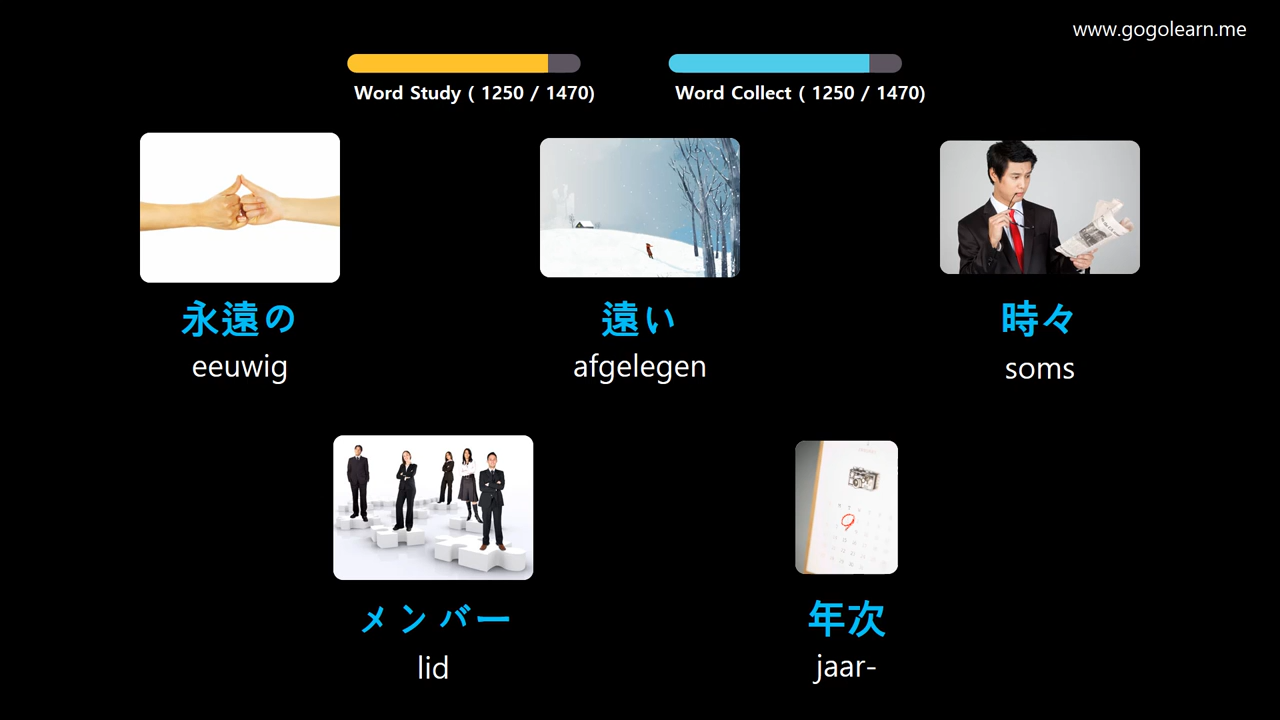 www.gogolearn.me
Word Study ( 1250 / 1470)
Word Collect ( 1250 / 1470)
永遠の
eeuwig
遠い
afgelegen
時々
soms
メンバー
lid
年次
jaar-